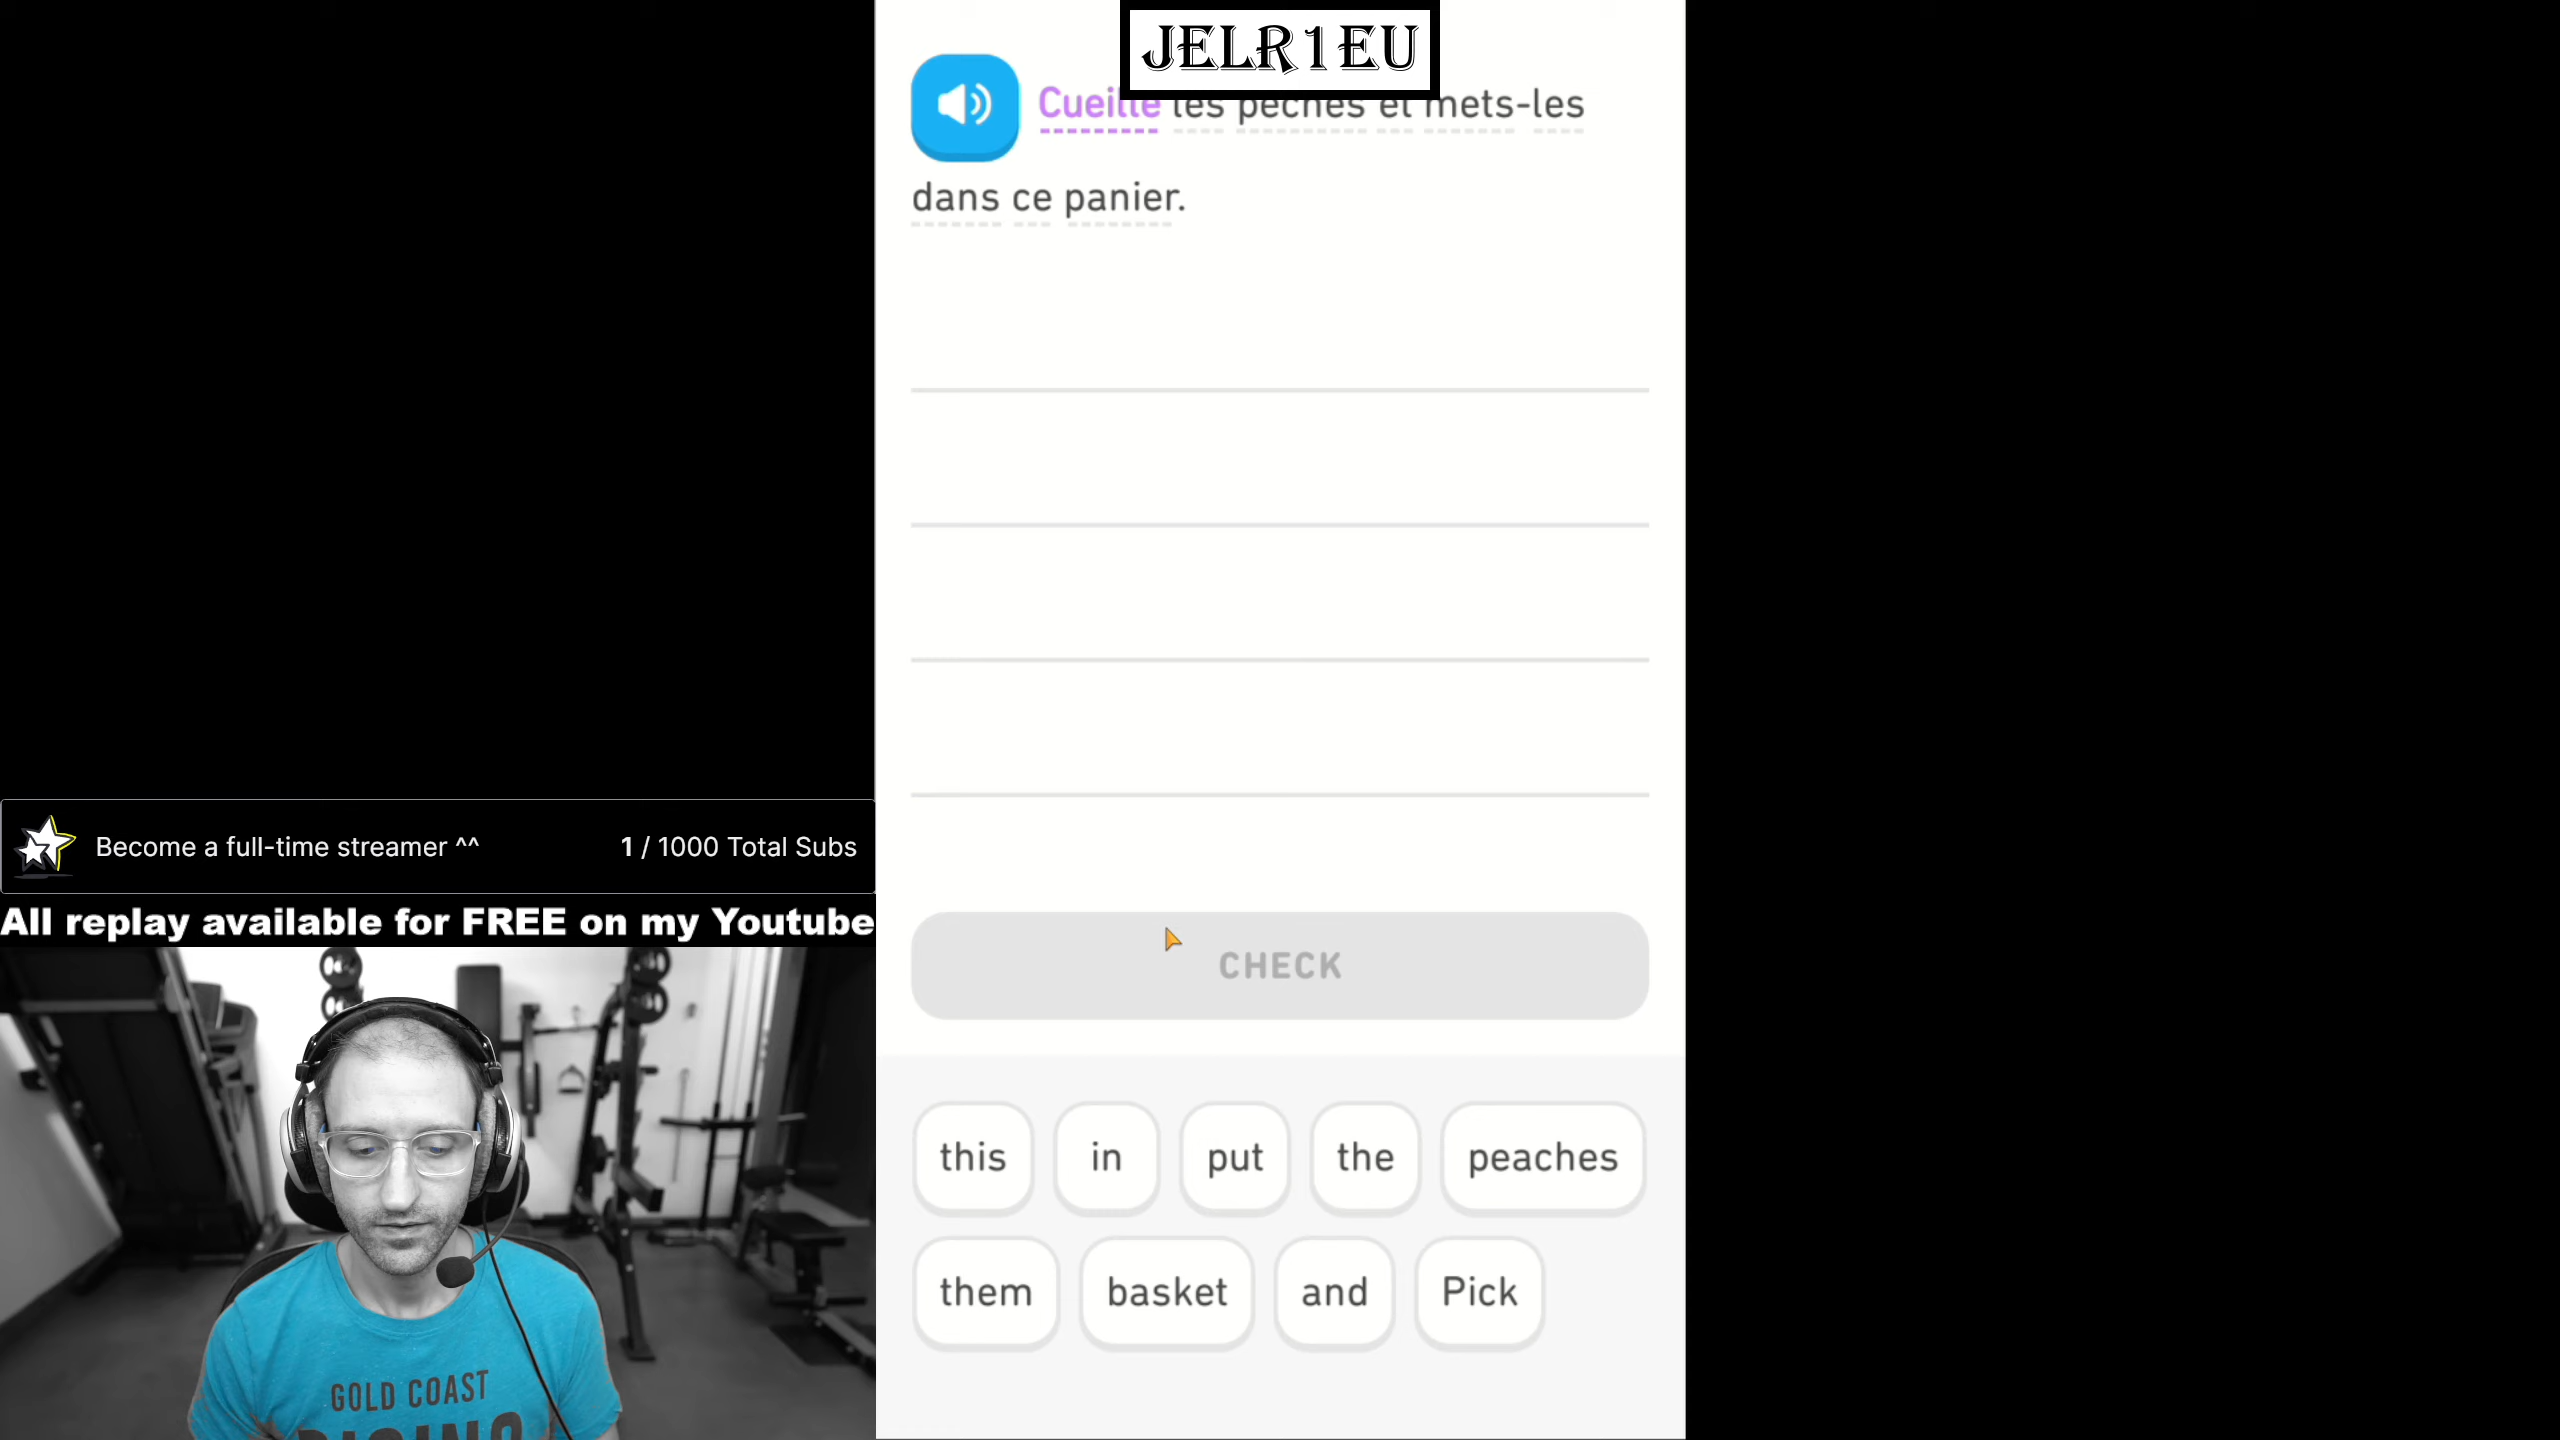 JELR1EU
Cueille les pêches et mets-les
dans ce panier.
CHECK
this in put the peaches
them basket and Pick
Become a full-time streamer ^^ 1 / 1000 Total Subs
All replay available for FREE on my Youtube
GOLD COAST